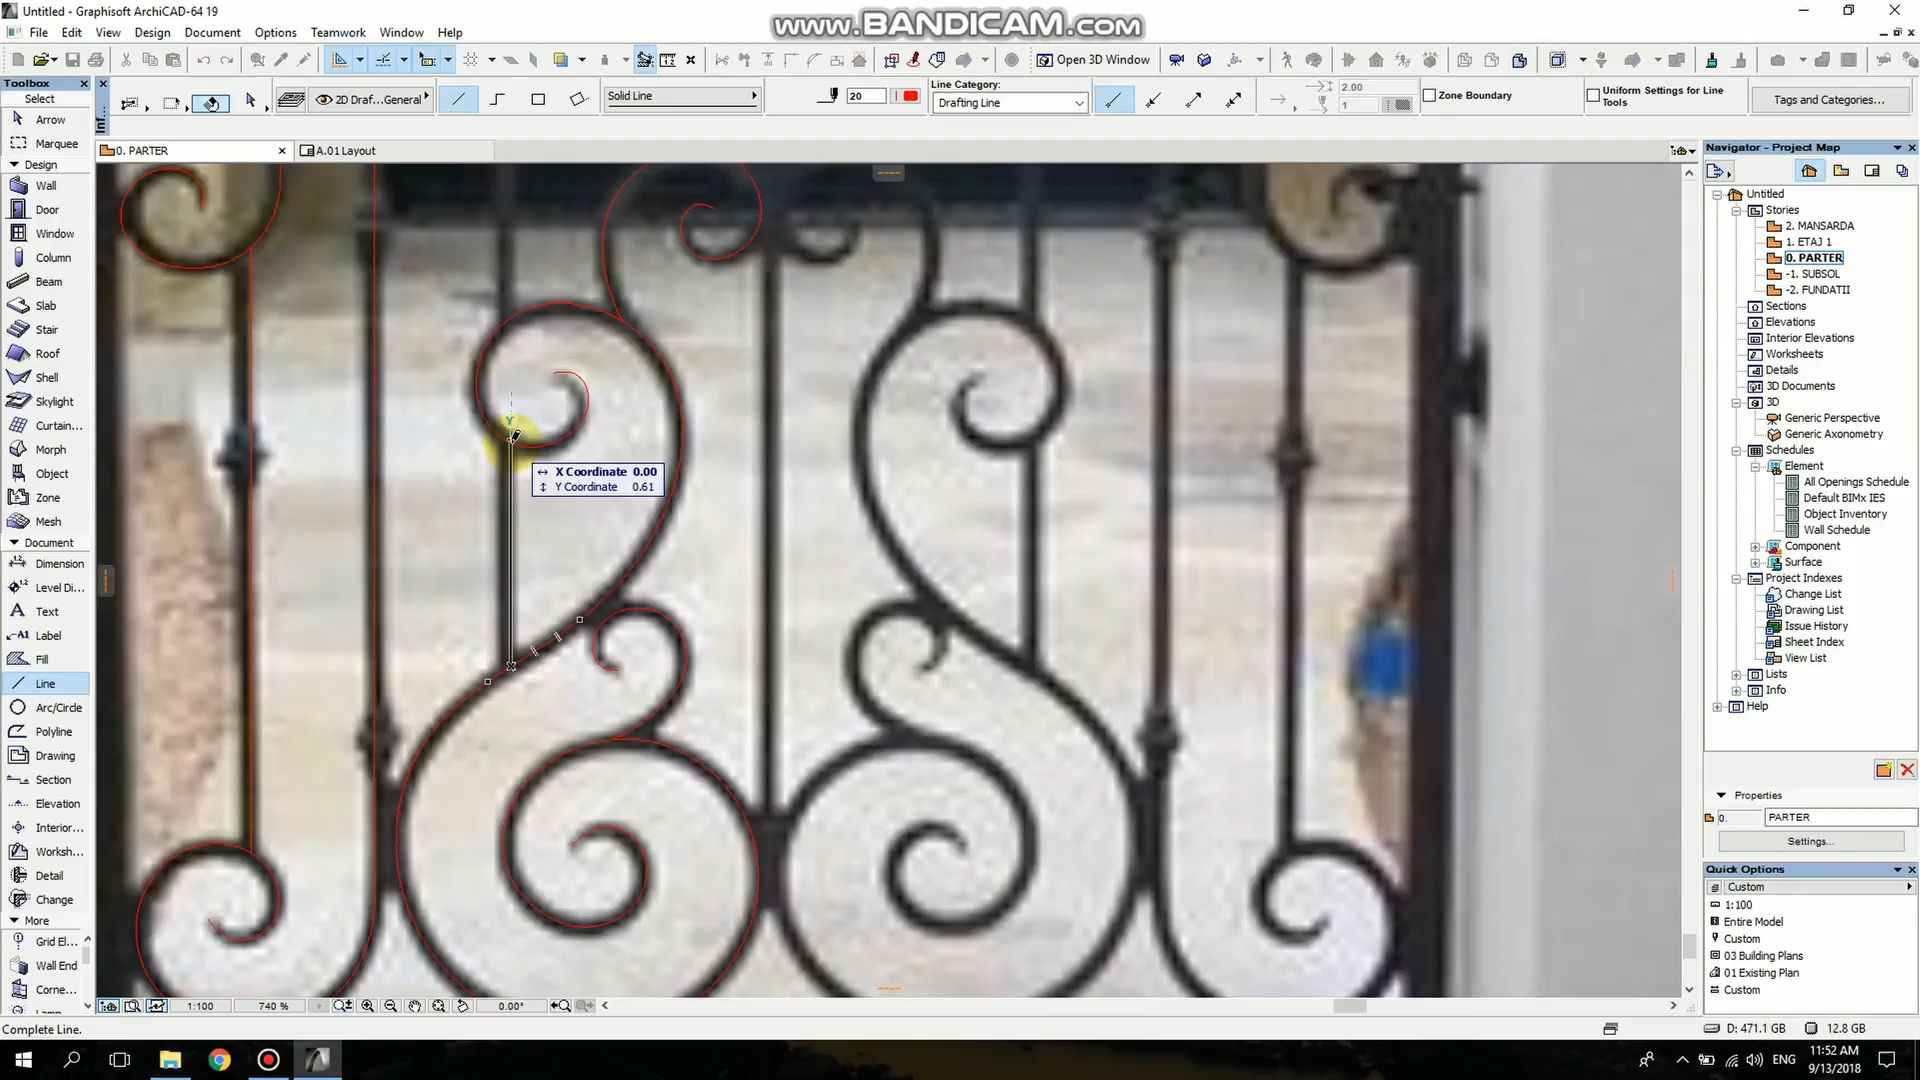 Untitled - Graphisoft ArchiCAD-64 19
www.BANDICAM.com
File Edit View Design Document Options Teamwork Window Help
Open 3D Window
Toolbox
Select
Arrow
Marquee
Design
Wall
Door
Window
Column
Beam
Slab
Stair
Roof
Shell
Skylight
Curtain...
Morph
Object
Zone
Mesh
Document
Dimension
Level Di...
Text
Label
Fill
Line
Arc/Circle
Polyline
Drawing
Section
Elevation
Interior...
Worksh...
Detail
Change
More
Grid El...
Wall End
Corne...
2D Draf...General
Solid Line
20
Line Category:
Drafting Line
2.00
1
Zone Boundary
Uniform Settings for Line Tools
Tags and Categories...
0. PARTER
A.01 Layout
Y
X Coordinate 0.00
Y Coordinate 0.61
Navigator - Project Map
Untitled
Stories
2. MANSARDA
1. ETAJ 1
0. PARTER
-1. SUBSOL
-2. FUNDATII
Sections
Elevations
Interior Elevations
Worksheets
Details
3D Documents
3D
Generic Perspective
Generic Axonometry
Schedules
Element
All Openings Schedule
Default BIMx IES
Object Inventory
Wall Schedule
Component
Surface
Project Indexes
Change List
Drawing List
Issue History
Sheet Index
View List
Lists
Info
Help
Properties
0. PARTER
Settings...
Quick Options
Custom
1:100
Entire Model
Custom
03 Building Plans
01 Existing Plan
Custom
1:100 740 % 0.00°
Complete Line.
D: 471.1 GB 12.8 GB
ENG
11:52 AM
9/13/2018